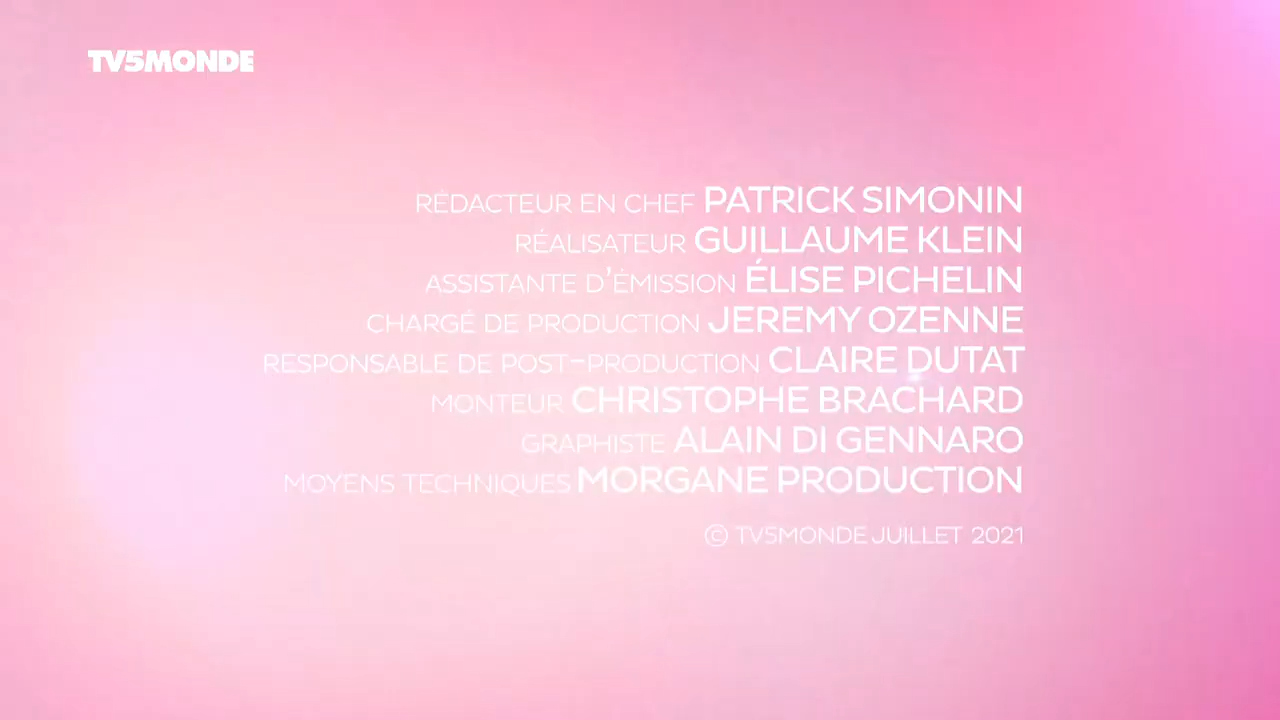 TV5MONDE
RÉDACTEUR EN CHEF PATRICK SIMONIN
RÉALISATEUR GUILLAUME KLEIN
ASSISTANTE D'ÉMISSION ÉLISE PICHELIN
CHARGÉ DE PRODUCTION JEREMY OZENNE
RESPONSABLE DE POST-PRODUCTION CLAIRE DUTAT
MONTEUR CHRISTOPHE BRACHARD
GRAPHISTE ALAIN DI GENNARO
MOYENS TECHNIQUES MORGANE PRODUCTION
© TV5MONDE JUILLET 2021